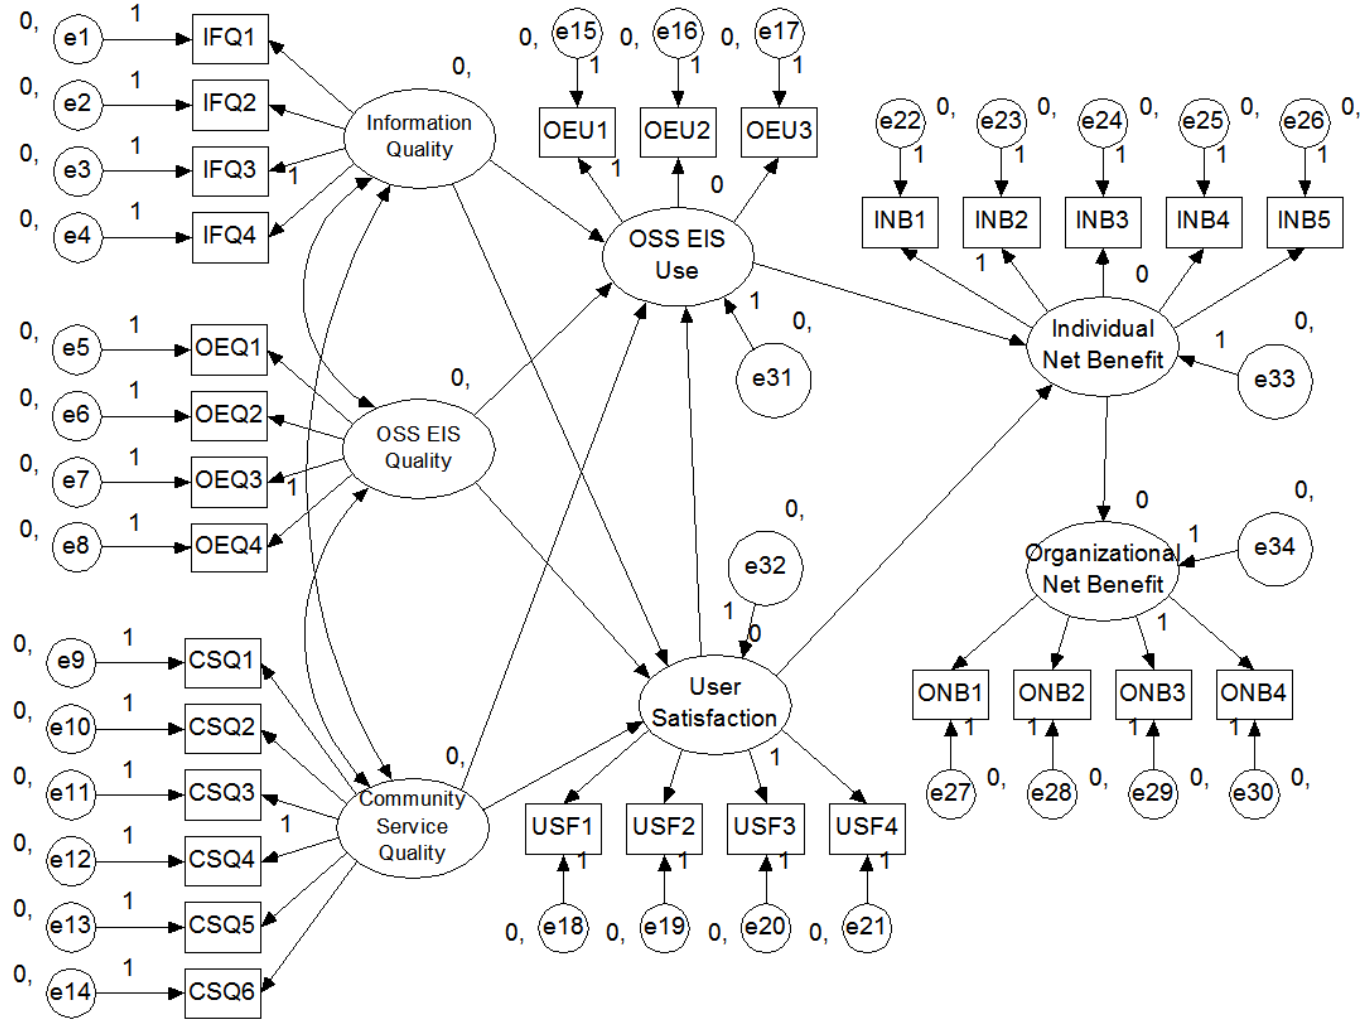 0,
e1
1
IFQ1
0,
e2
1
IFQ2
0,
e3
1
IFQ3
1
0,
e4
1
IFQ4
0,
Information
Quality
0,
e5
1
OEQ1
0,
e6
1
OEQ2
0,
e7
1
OEQ3
1
0,
e8
1
OEQ4
0,
OSS EIS
Quality
0,
e9
1
CSQ1
0,
e10
1
CSQ2
0,
e11
1
CSQ3
1
0,
e12
1
CSQ4
0,
e13
1
CSQ5
0,
e14
1
CSQ6
0,
Community
Service
Quality
0,
e15
0,
e16
0,
e17
1
1
1
OEU1
OEU2
OEU3
1
0
OSS EIS
Use
1
0,
e31
0,
e32
1
0
User
Satisfaction
1
USF1
USF2
USF3
USF4
1
1
1
1
0,
e18
0,
e19
0,
e20
0,
e21
e22
0,
e23
0,
e24
0,
e25
0,
e26
0,
1
1
1
1
1
INB1
INB2
INB3
INB4
INB5
1
0
Individual
Net Benefit
0,
1
e33
0
Organizational
Net Benefit
0,
1
e34
1
ONB1
ONB2
ONB3
ONB4
1
1
1
1
e27
0,
e28
0,
e29
0,
e30
0,